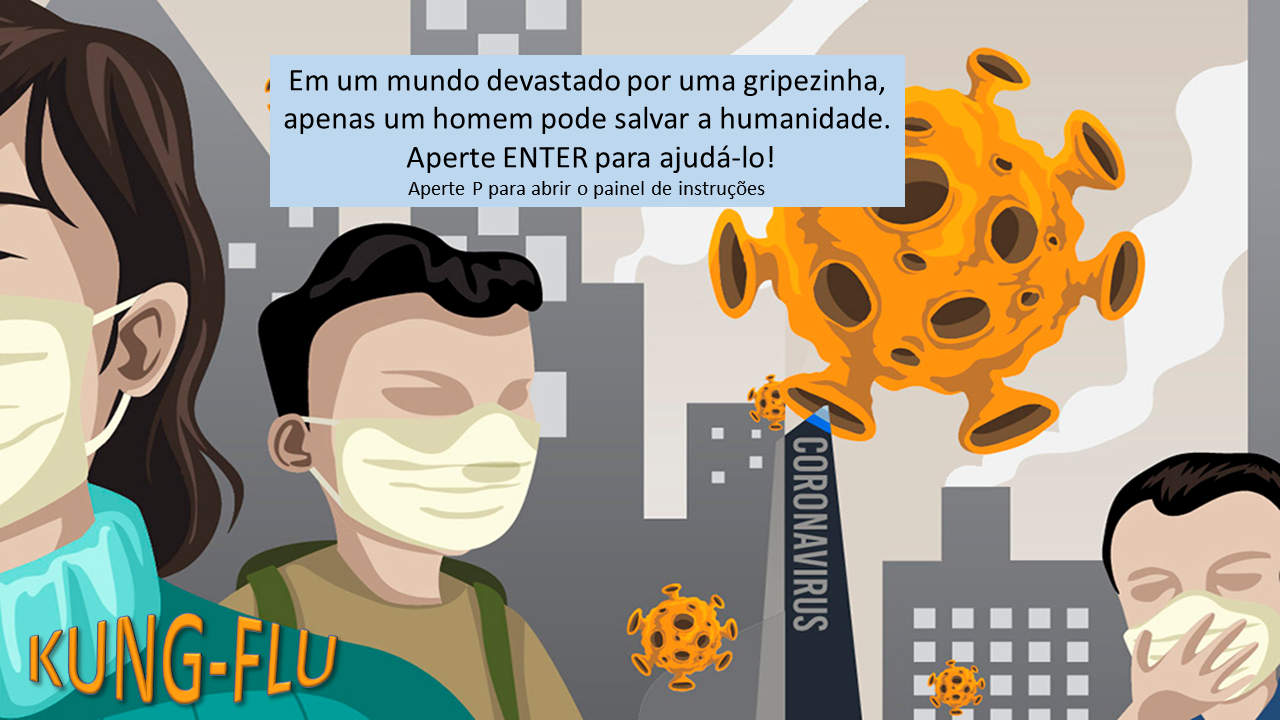 Em um mundo devastado por uma gripezinha,
apenas um homem pode salvar a humanidade.
Aperte ENTER para ajudá-lo!
Aperte P para abrir o painel de instruções
CORONAVIRUS
KUNG-FLU